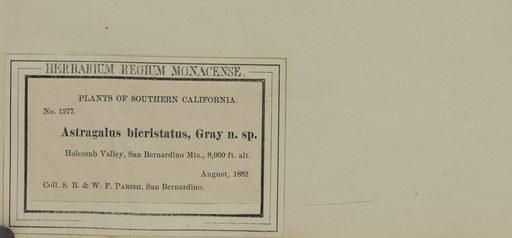 HERBARIUM REGIUM MONACENSE.
PLANTS OF SOUTHERN CALIFORNIA.
No. 1277.
Astragalus bicristatus, Gray n. sp.
Holcomb Valley, San Bernardino Mts., 8,000 ft. alt.
August, 1882.
Coll. S. B. & W. F. PARISH, San Bernardino.